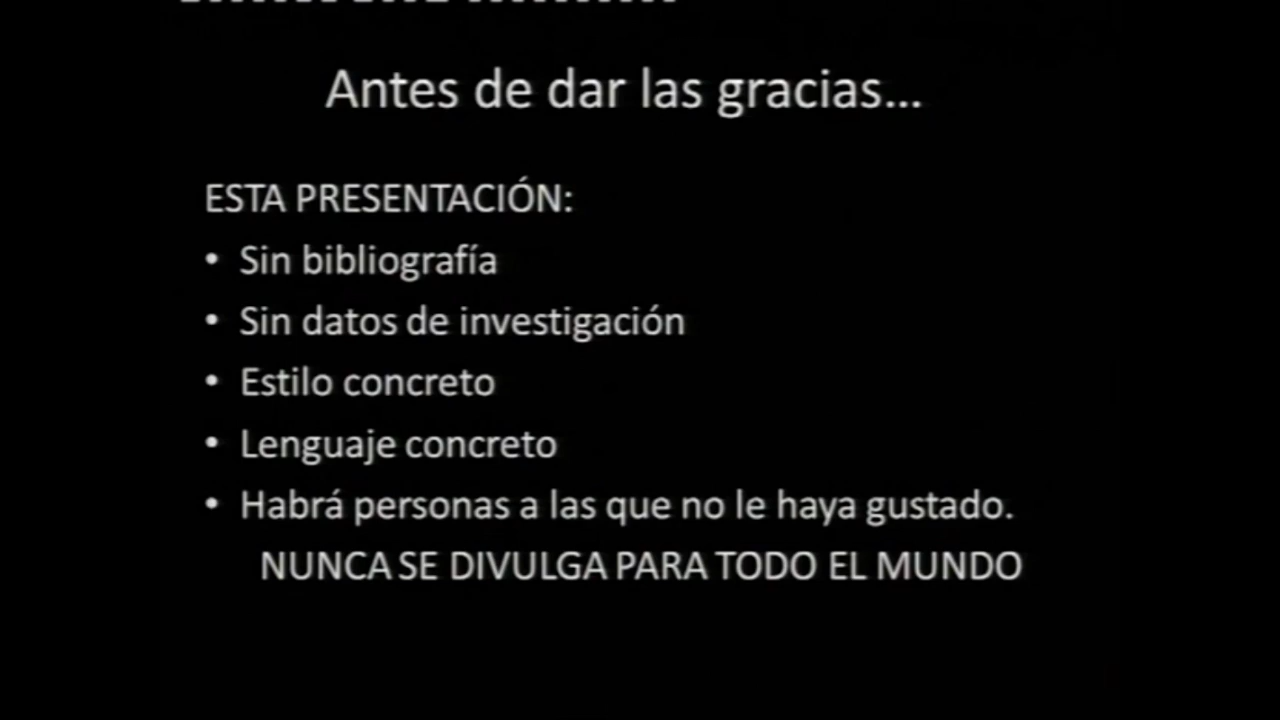 Antes de dar las gracias...
ESTA PRESENTACIÓN:
• Sin bibliografía
• Sin datos de investigación
• Estilo concreto
• Lenguaje concreto
• Habrá personas a las que no le haya gustado.
NUNCA SE DIVULGA PARA TODO EL MUNDO